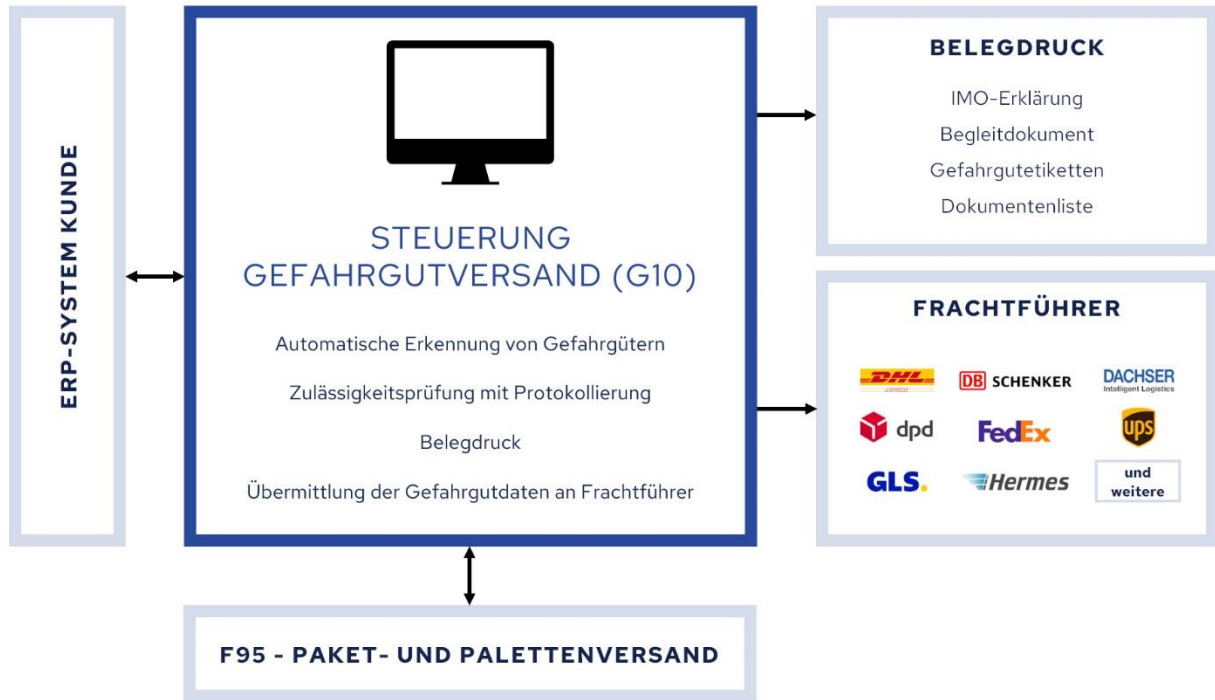 ERP-SYSTEM KUNDE
STEUERUNG
GEFAHRGUTVERSAND (G10)
Automatische Erkennung von Gefahrgütern
Zulässigkeitsprüfung mit Protokollierung
Belegdruck
Übermittlung der Gefahrgutdaten an Frachtführer
BELEGDRUCK
IMO-Erklärung
Begleitdokument
Gefahrgutetiketten
Dokumentenliste
FRACHTFÜHRER
DHL
EXPRESS
DB SCHENKER
DACHSER
Intelligent Logistics
dpd
FedEx
ups
GLS.
Hermes
und
weitere
F95 - PAKET- UND PALETTENVERSAND